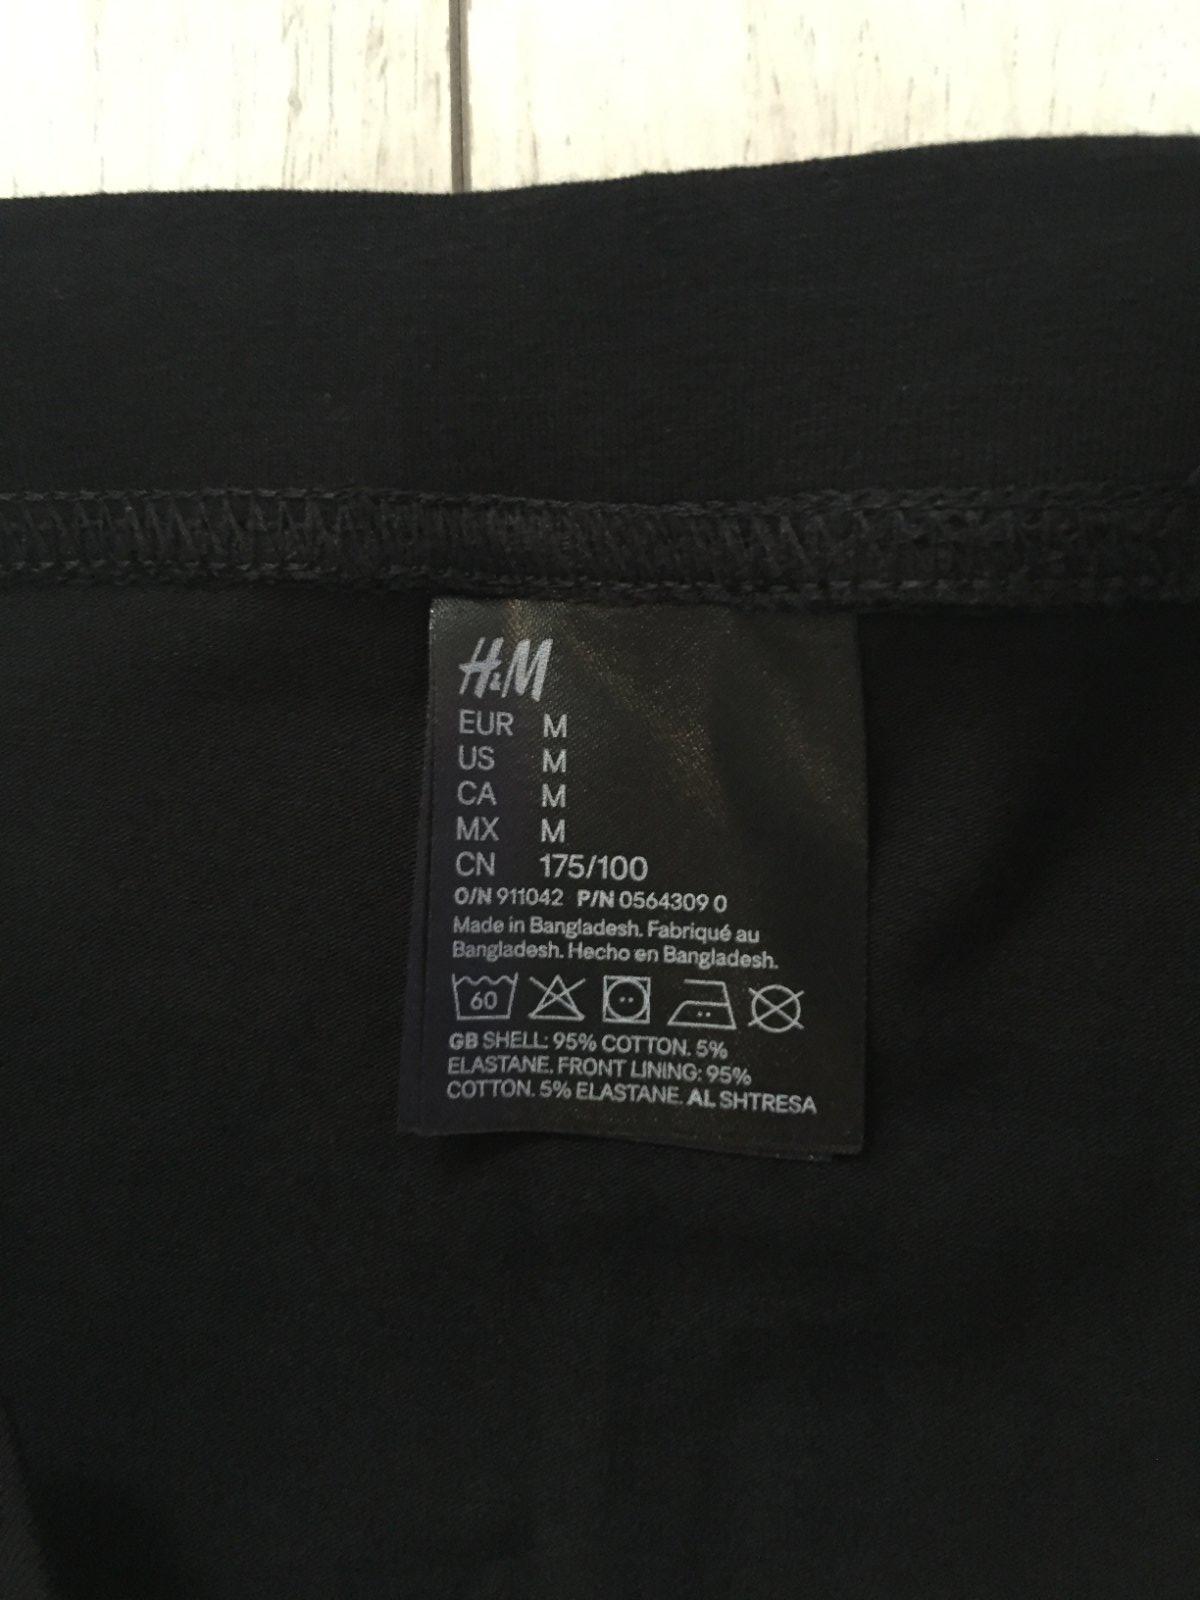 H&M
EUR M
US M
CA M
MX M
CN 175/100
O/N 911042 P/N 0564309 0
Made in Bangladesh. Fabriqué au
Bangladesh. Hecho en Bangladesh.
60
GB SHELL: 95% COTTON. 5%
ELASTANE. FRONT LINING: 95%
COTTON. 5% ELASTANE. AL SHTRESA